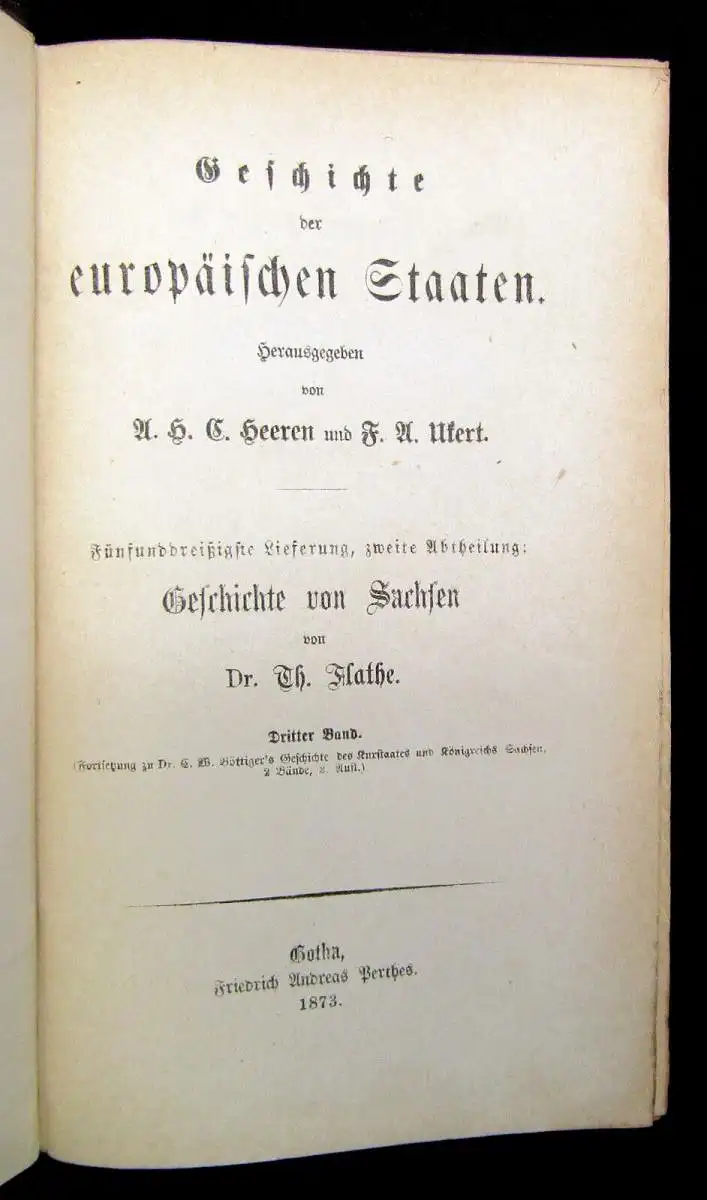 Geschichte
der
europäischen Staaten.
Herausgegeben
von
A. H. C. Heeren und F. A. Ukert.
Fünfunddreißigste Lieferung, zweite Abtheilung:
Geschichte von Sachsen
von
Dr. Th. Flathe.
Dritter Band.
(Fortsetzung zu Dr. C. W. Böttiger's Geschichte des Kurstaates und Königreichs Sachsen,
2 Bände, Aufl.)
Gotha,
Friedrich Andreas Perthes.
1873.